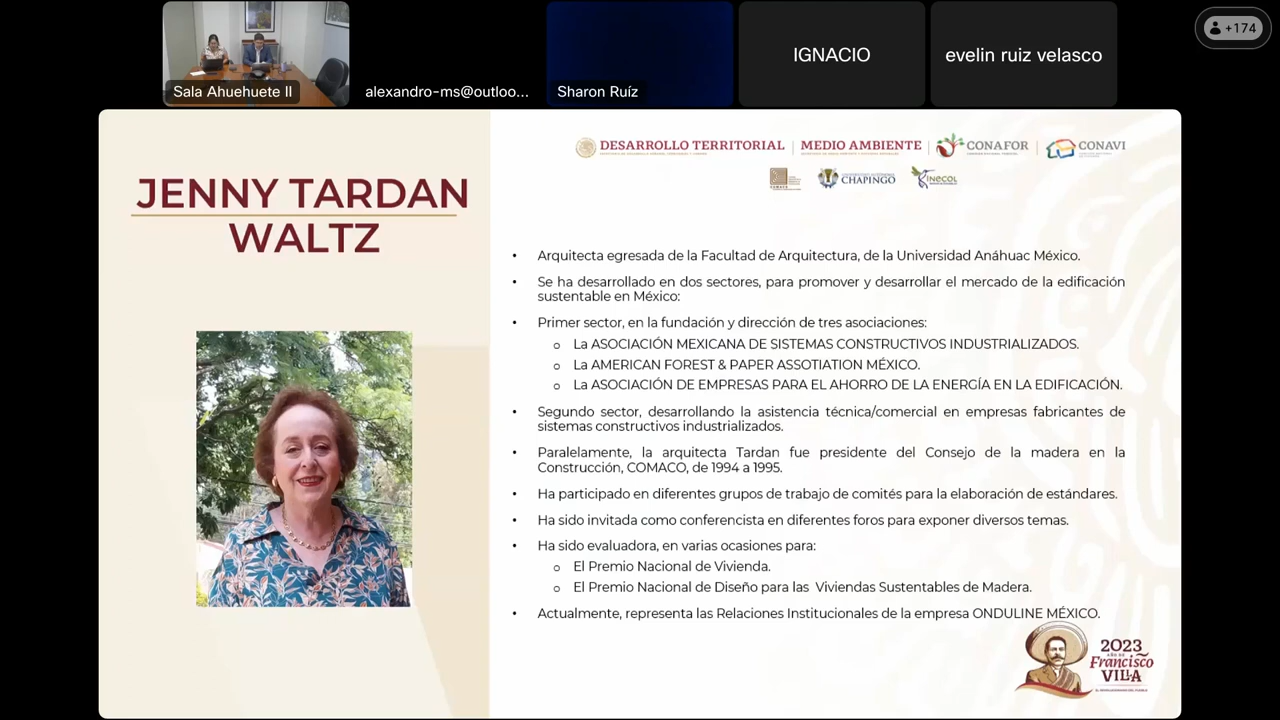 +174
Sala Ahuehuete II
alexandro-ms@outloo...
Sharon Ruíz
IGNACIO
evelin ruiz velasco
DESARROLLO TERRITORIAL
MEDIO AMBIENTE
CONAFOR
CONAVI
CHAPINGO
INECOL
JENNY TARDAN
WALTZ
• Arquitecta egresada de la Facultad de Arquitectura, de la Universidad Anáhuac México.
• Se ha desarrollado en dos sectores, para promover y desarrollar el mercado de la edificación
sustentable en México:
• Primer sector, en la fundación y dirección de tres asociaciones:
o La ASOCIACIÓN MEXICANA DE SISTEMAS CONSTRUCTIVOS INDUSTRIALIZADOS.
o La AMERICAN FOREST & PAPER ASSOTIATION MÉXICO.
o La ASOCIACIÓN DE EMPRESAS PARA EL AHORRO DE LA ENERGÍA EN LA EDIFICACIÓN.
• Segundo sector, desarrollando la asistencia técnica/comercial en empresas fabricantes de
sistemas constructivos industrializados.
• Paralelamente, la arquitecta Tardan fue presidente del Consejo de la madera en la
Construcción, COMACO, de 1994 a 1995.
• Ha participado en diferentes grupos de trabajo de comités para la elaboración de estándares.
• Ha sido invitada como conferencista en diferentes foros para exponer diversos temas.
• Ha sido evaluadora, en varias ocasiones para:
o El Premio Nacional de Vivienda.
o El Premio Nacional de Diseño para las Viviendas Sustentables de Madera.
• Actualmente, representa las Relaciones Institucionales de la empresa ONDULINE MÉXICO.
2023
AÑO DE
Francisco
VILLA